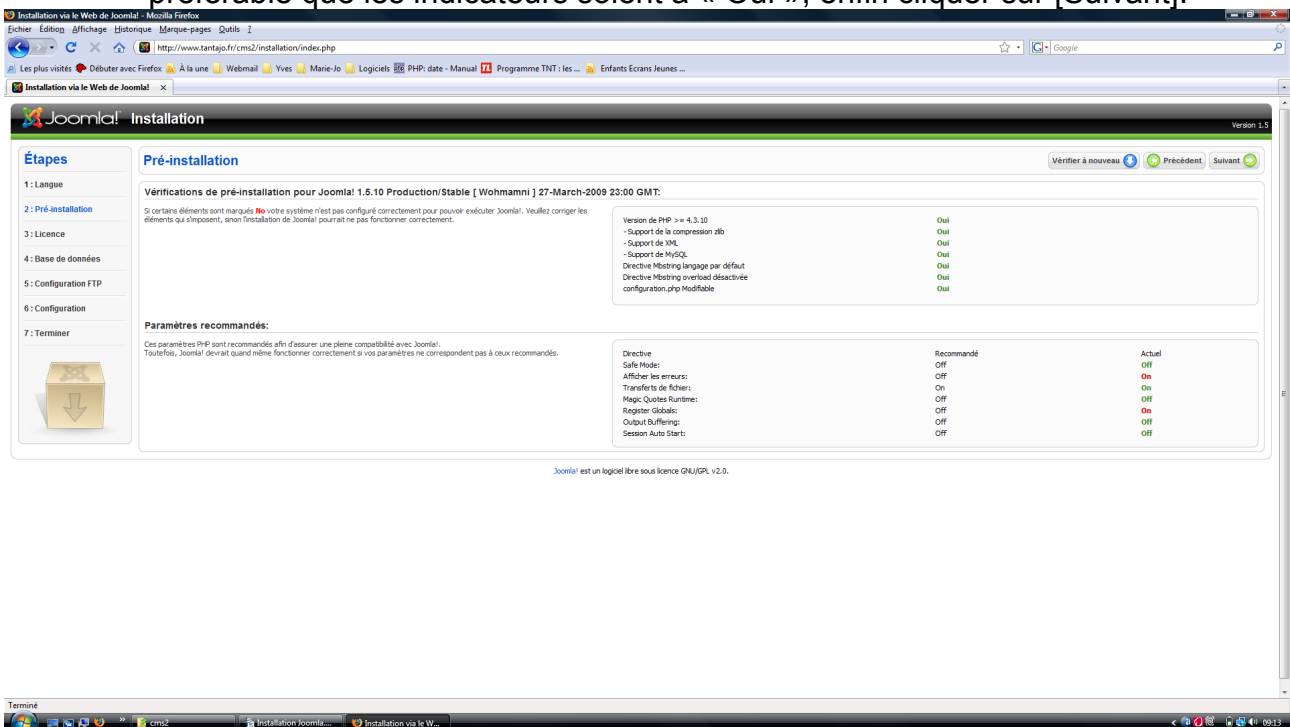 préférable que les indicateurs soient à « Oui », enfin cliquer sur [Suivant].
Installation via le Web de Joomla! - Mozilla Firefox
Eichier Édition Affichage Historique Marque-pages Outils ?
http://www.tantajo.fr/cms2/installation/index.php
Google
Les plus visités Débuter avec Firefox À la une Webmail Yves Marie-Jo Logiciels PHP: date - Manual Programme TNT : les ... Enfants Ecrans Jeunes ...
Installation via le Web de Joomla! ×
Joomla! Installation
Version 1.5
Étapes
1 : Langue
2 : Pré-installation
3 : Licence
4 : Base de données
5 : Configuration FTP
6 : Configuration
7 : Terminer
Pré-installation
Vérifier à nouveau Précédent Suivant
Vérifications de pré-installation pour Joomla! 1.5.10 Production/Stable [ Wohmamni ] 27-March-2009 23:00 GMT:
Si certains éléments sont marqués No votre système n'est pas configuré correctement pour pouvoir exécuter Joomla!. Veuillez corriger les
éléments qui s'imposent, sinon l'installation de Joomla! pourrait ne pas fonctionner correctement.
Version de PHP >= 4.3.10 Oui
- Support de la compression zlib Oui
- Support de XML Oui
- Support de MySQL Oui
Directive Mbstring langage par défaut Oui
Directive Mbstring overload désactivée Oui
configuration.php Modifiable Oui
Paramètres recommandés:
Ces paramètres PHP sont recommandés afin d'assurer une pleine compatibilité avec Joomla!.
Toutefois, Joomla! devrait quand même fonctionner correctement si vos paramètres ne correspondent pas à ceux recommandés.
Directive Recommandé Actuel
Safe Mode: Off Off
Afficher les erreurs: Off On
Transferts de fichier: On On
Magic Quotes Runtime: Off Off
Register Globals: Off On
Output Buffering: Off Off
Session Auto Start: Off Off
Joomla! est un logiciel libre sous licence GNU/GPL v2.0.
Terminé
cms2 Installation Joomla.... Installation via le W... 09:13